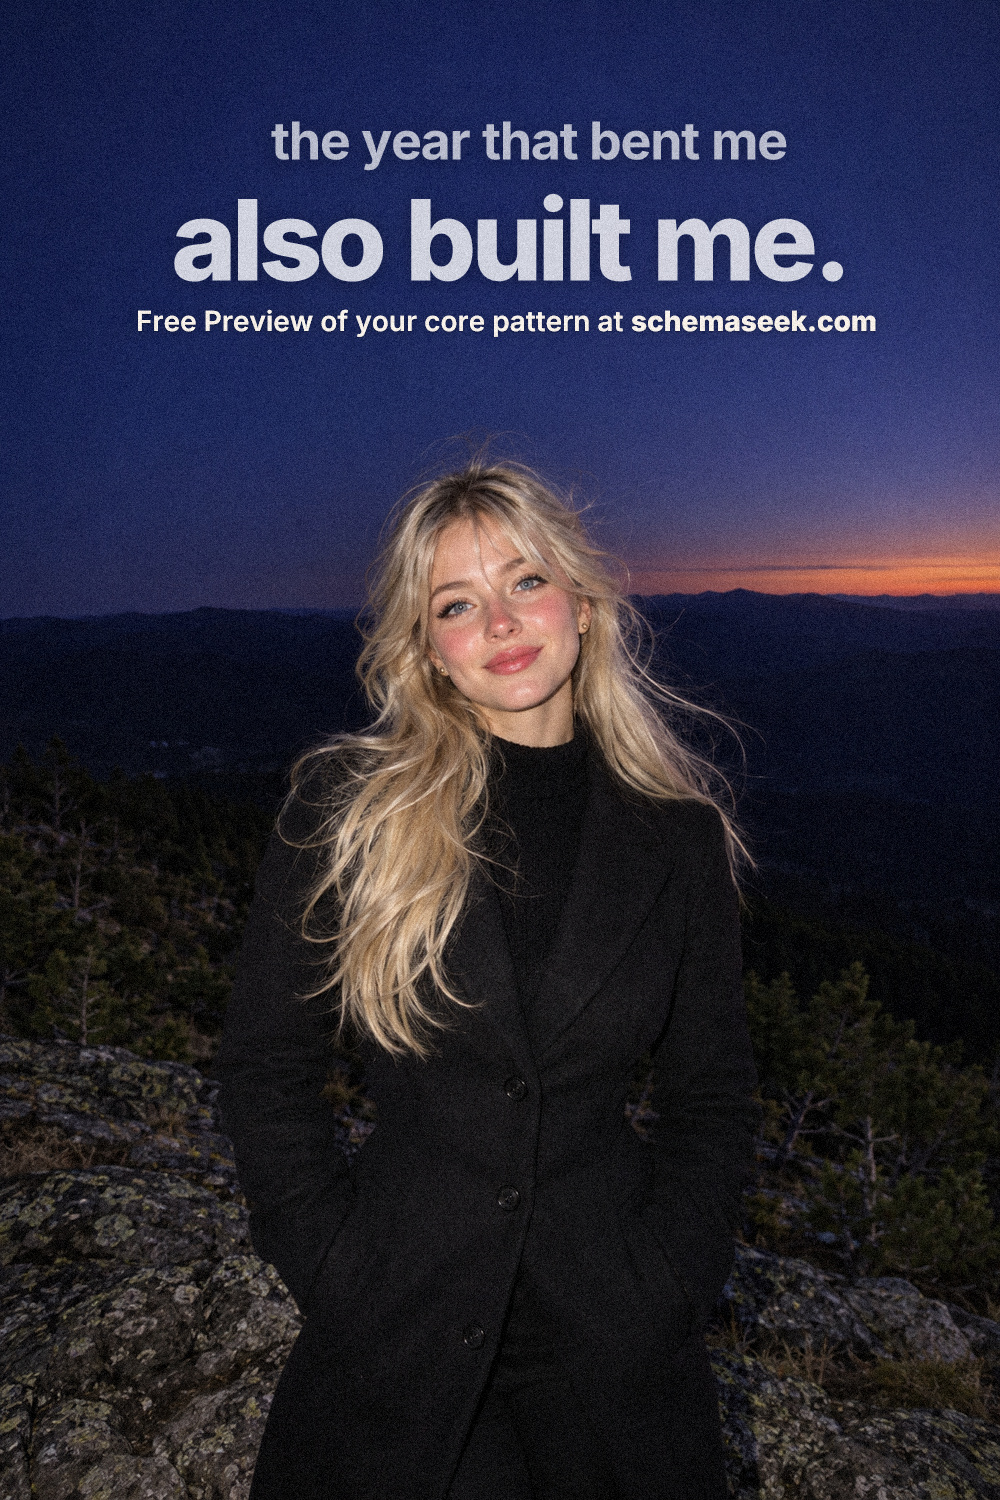 the year that bent me
also built me.
Free Preview of your core pattern at schemaseek.com